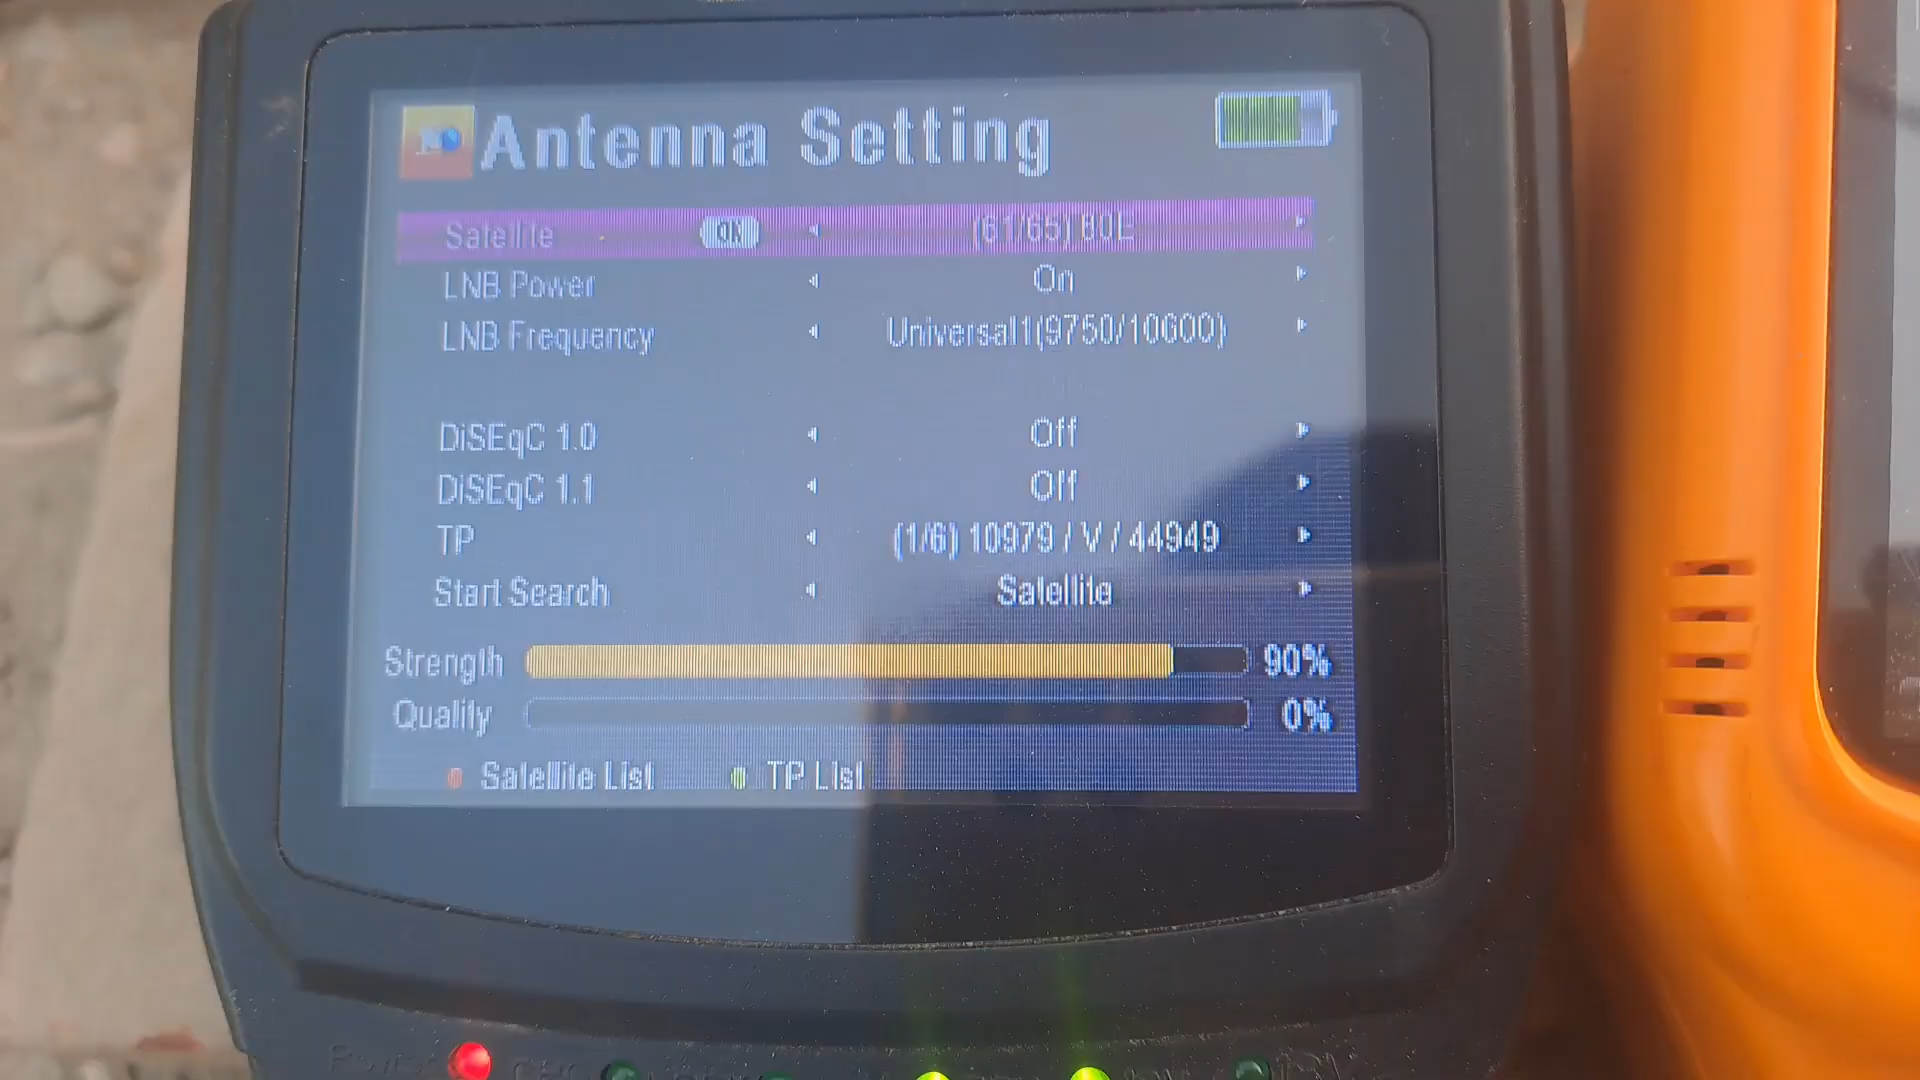 Antenna Setting
Satellite ON (61/65) 80E
LNB Power On
LNB Frequency Universal1(9750/10600)
DiSEqC 1.0 Off
DiSEqC 1.1 Off
TP (1/6) 10979 / V / 44949
Start Search Satellite
Strength 90%
Quality 0%
Satellite List TP List